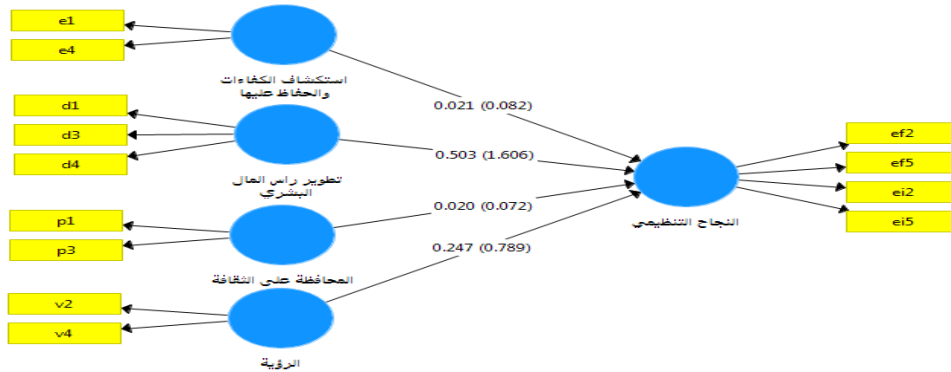 e1
e4
استكشاف الكفاءات
والحفاظ عليها
0.021 (0.082)
d1
d3
d4
تطوير راس المال
البشري
0.503 (1.606)
p1
p3
المحافظة على الثقافة
0.020 (0.072)
v2
v4
الرؤية
0.247 (0.789)
النجاح التنظيمي
ef2
ef5
ei2
ei5